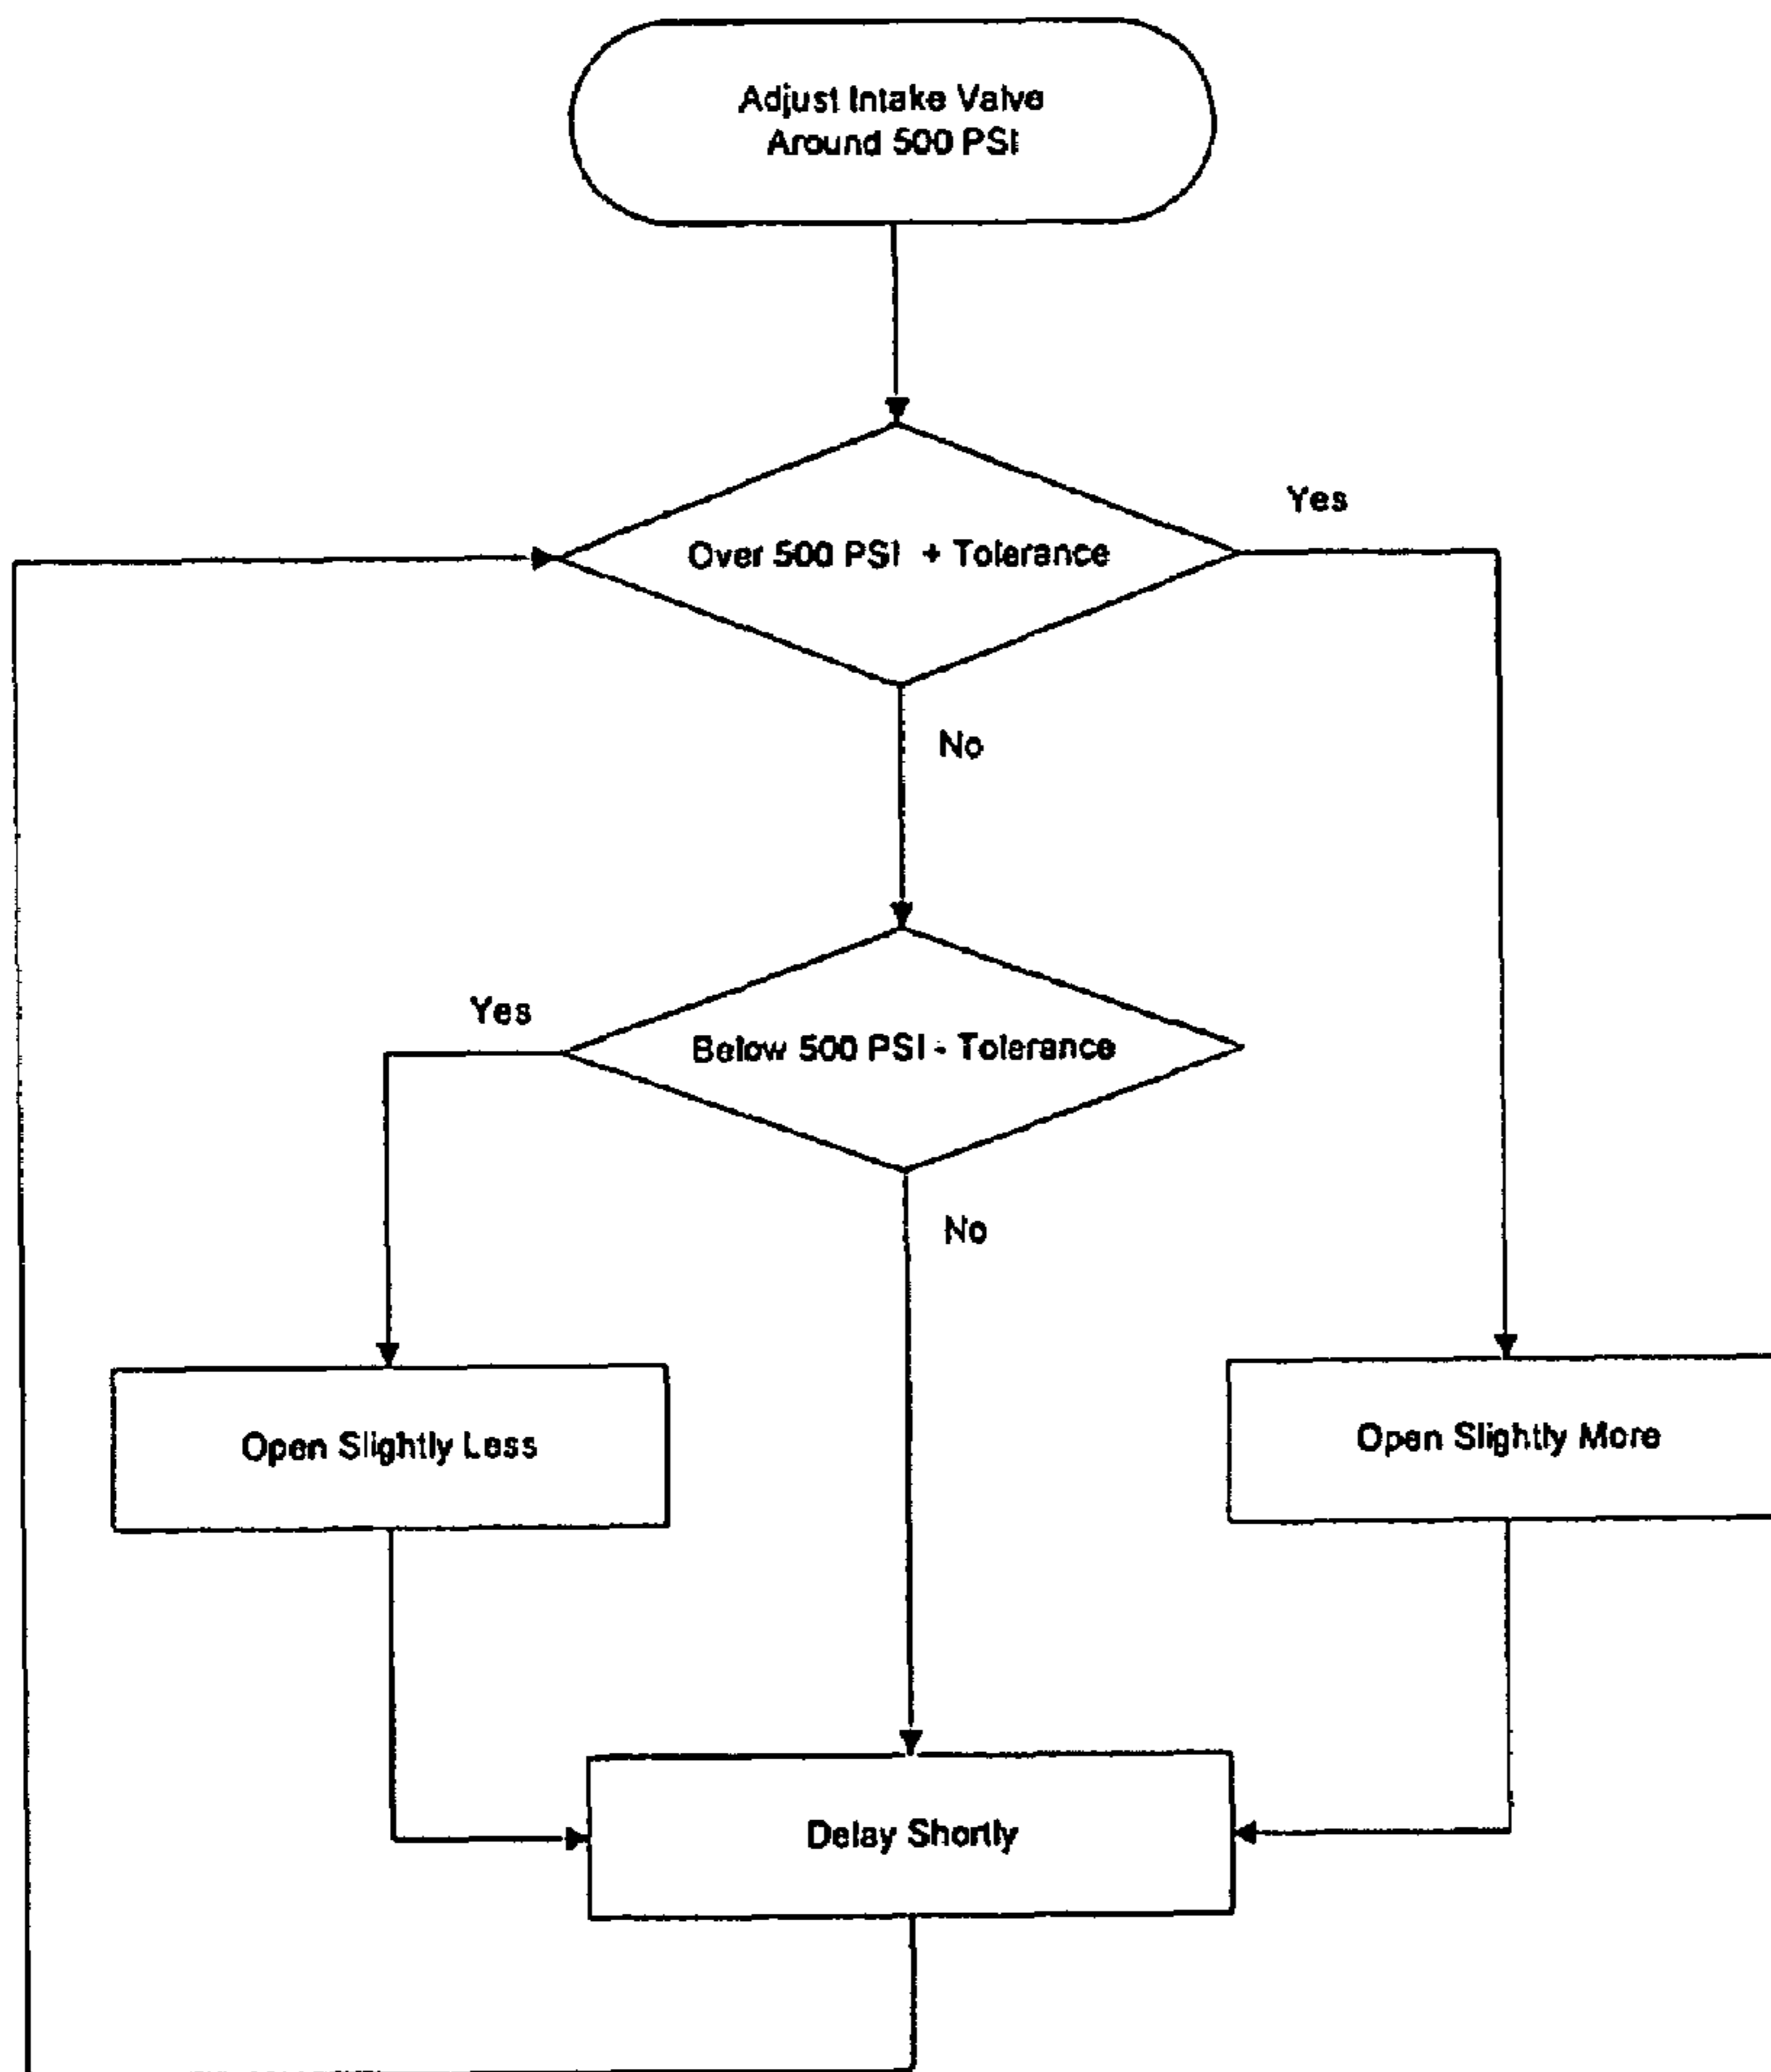 Adjust Intake Valve
Around 500 PSI
Over 500 PSI + Tolerance
Yes
No
Below 500 PSI - Tolerance
Yes
No
Open Slightly Less
Open Slightly More
Delay Shortly